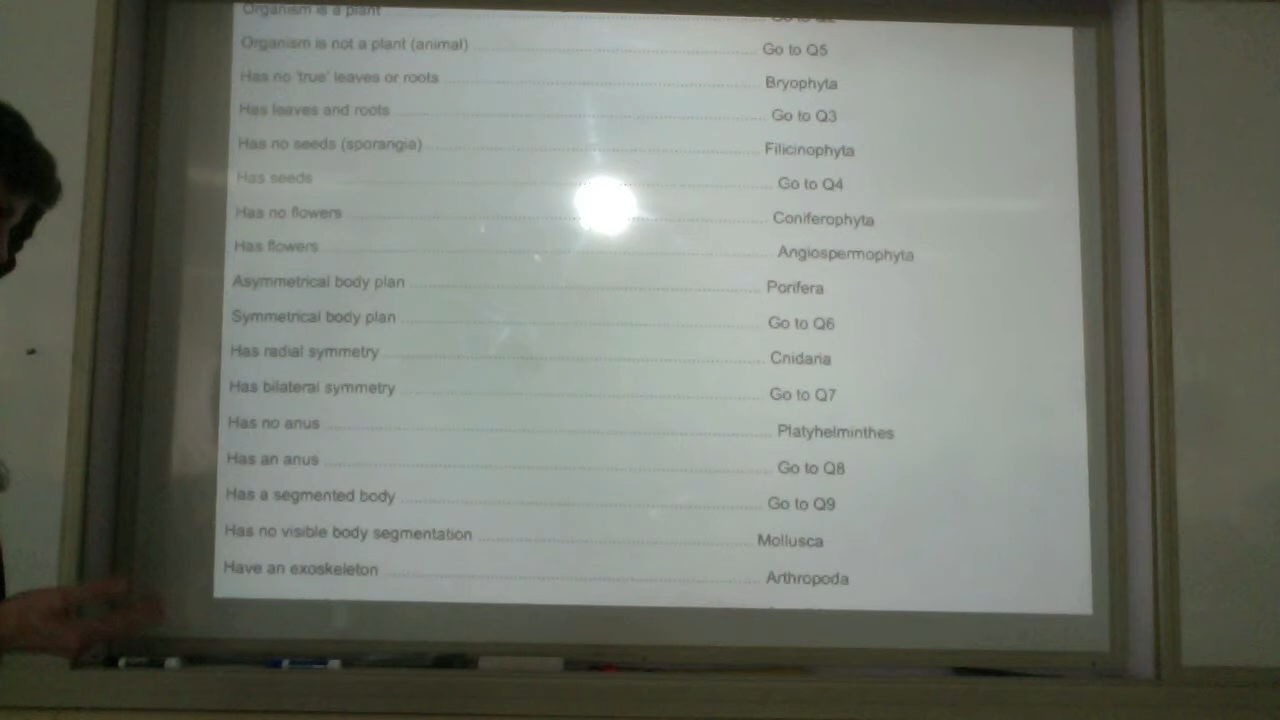 Organism is a plant
Organism is not a plant (animal) Go to Q5
Has no 'true' leaves or roots Bryophyta
Has leaves and roots Go to Q3
Has no seeds (sporangia) Filicinophyta
Has seeds Go to Q4
Has no flowers Coniferophyta
Has flowers Angiospermophyta
Asymmetrical body plan Porifera
Symmetrical body plan Go to Q6
Has radial symmetry Cnidaria
Has bilateral symmetry Go to Q7
Has no anus Platyhelminthes
Has an anus Go to Q8
Has a segmented body Go to Q9
Has no visible body segmentation Mollusca
Have an exoskeleton Arthropoda